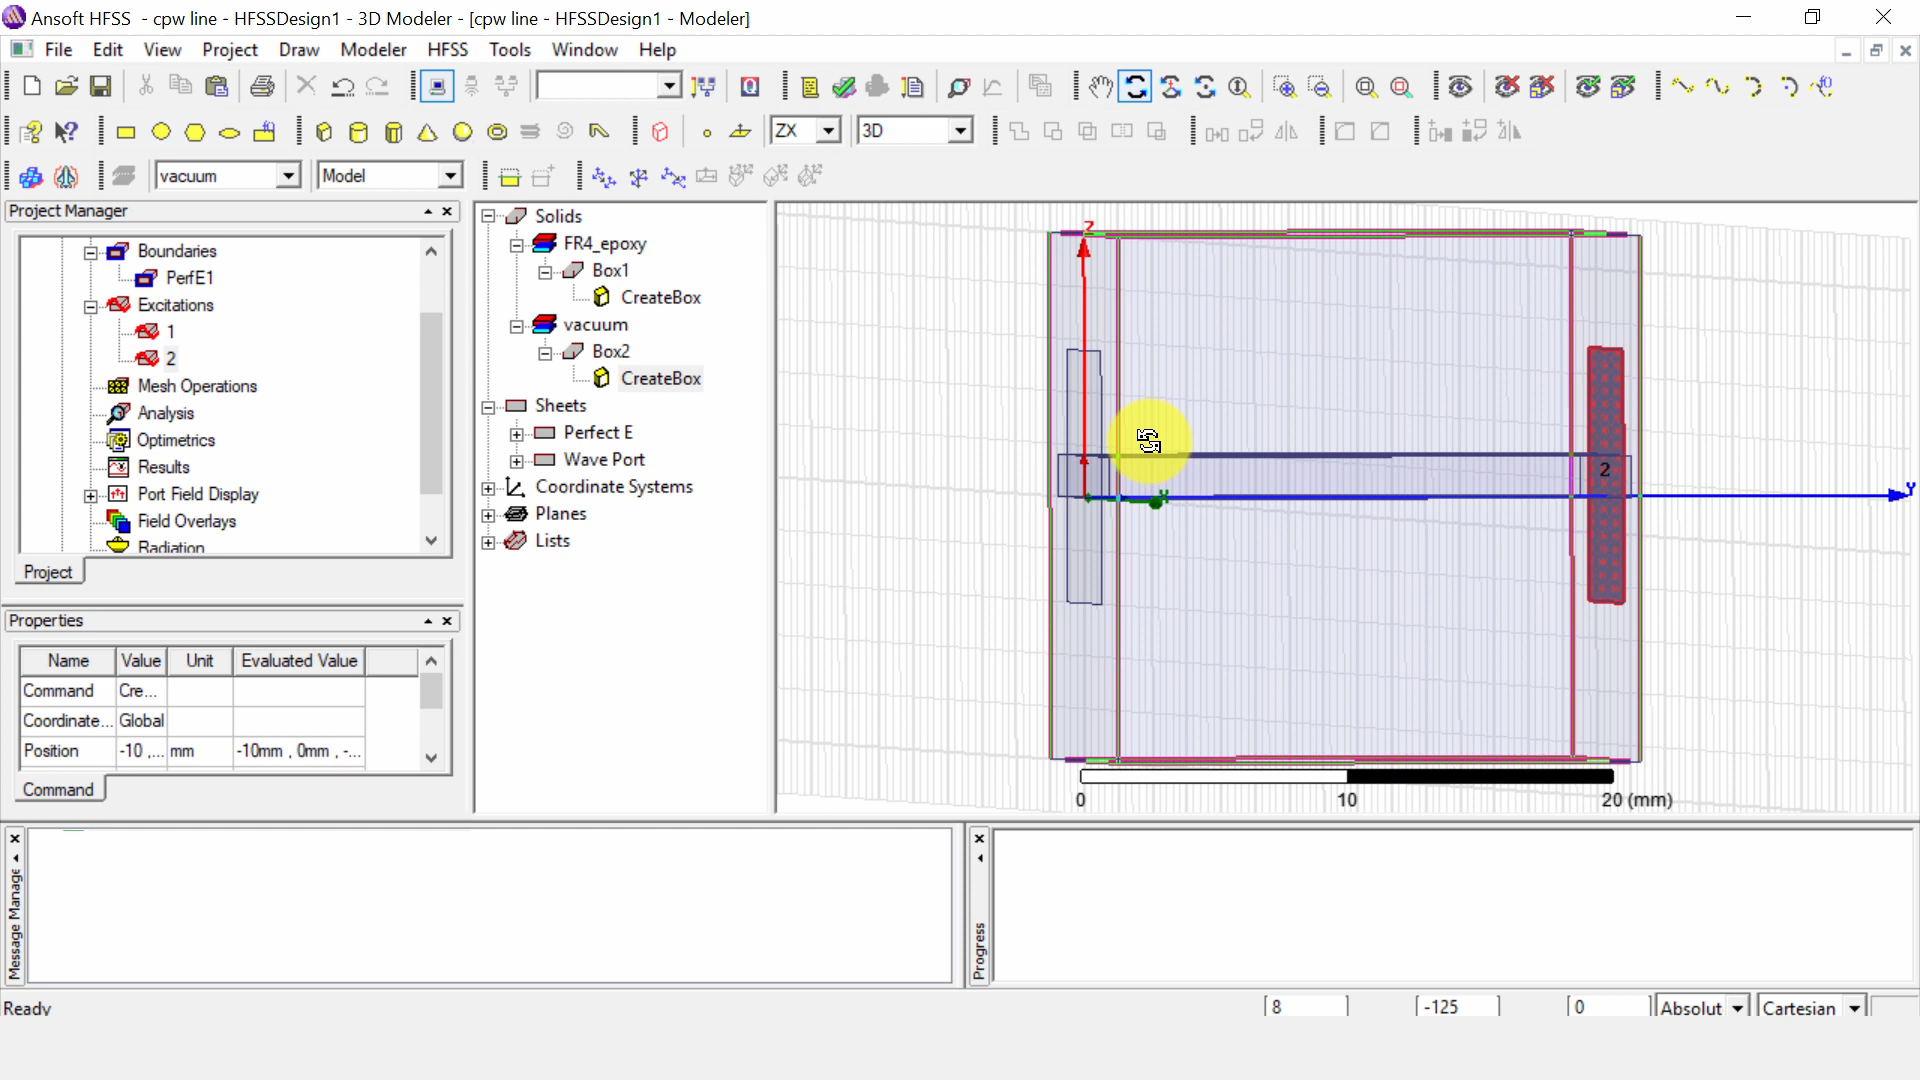 Ansoft HFSS - cpw line - HFSSDesign1 - 3D Modeler - [cpw line - HFSSDesign1 - Modeler]
File Edit View Project Draw Modeler HFSS Tools Window Help
ZX 3D
vacuum Model
Project Manager
Boundaries
PerfE1
Excitations
1
2
Mesh Operations
Analysis
Optimetrics
Results
Port Field Display
Field Overlays
Radiation
Project
Properties
Name Value Unit Evaluated Value
Command Cre...
Coordinate... Global
Position -10 ,... mm -10mm , 0mm , -...
Command
Solids
FR4_epoxy
Box1
CreateBox
vacuum
Box2
CreateBox
Sheets
Perfect E
Wave Port
Coordinate Systems
Planes
Lists
Z
2
X
Y
0 10 20 (mm)
Message Manage
Progress
Ready
8 -125 0 Absolut Cartesian